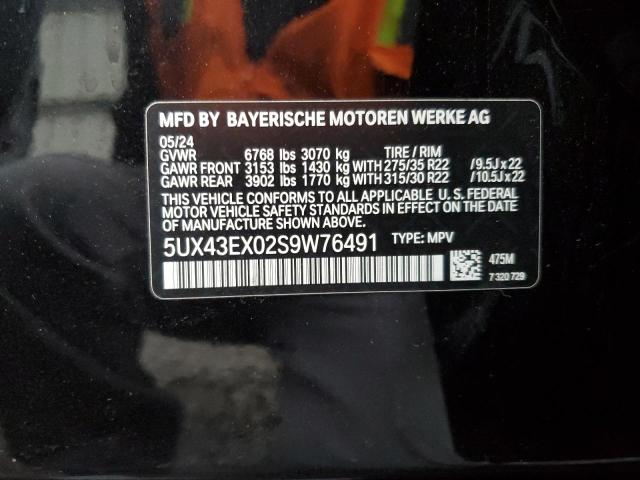 MFD BY BAYERISCHE MOTOREN WERKE AG
05/24
GVWR 6768 lbs 3070 kg TIRE / RIM
GAWR FRONT 3153 lbs 1430 kg WITH 275/35 R22 /9.5J x 22
GAWR REAR 3902 lbs 1770 kg WITH 315/30 R22 /10.5J x 22
THIS VEHICLE CONFORMS TO ALL APPLICABLE U. S. FEDERAL
MOTOR VEHICLE SAFETY STANDARDS IN EFFECT ON THE DATE
OF MANUFACTURE SHOWN ABOVE.
5UX43EX02S9W76491 TYPE: MPV
475M
7 320 729